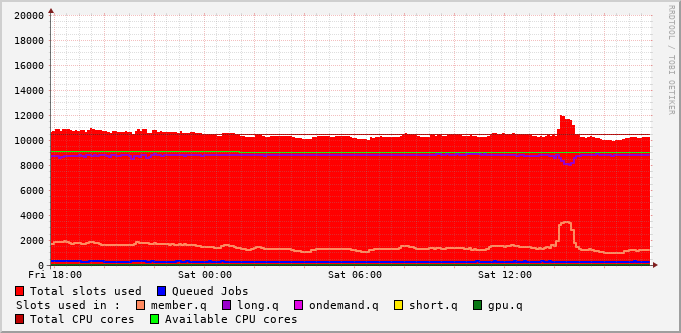 RRDTOOL / TOBI OETIKER
20000
18000
16000
14000
12000
10000
8000
6000
4000
2000
0
Fri 18:00 Sat 00:00 Sat 06:00 Sat 12:00
Total slots used Queued Jobs
Slots used in : member.q long.q ondemand.q short.q gpu.q
Total CPU cores Available CPU cores